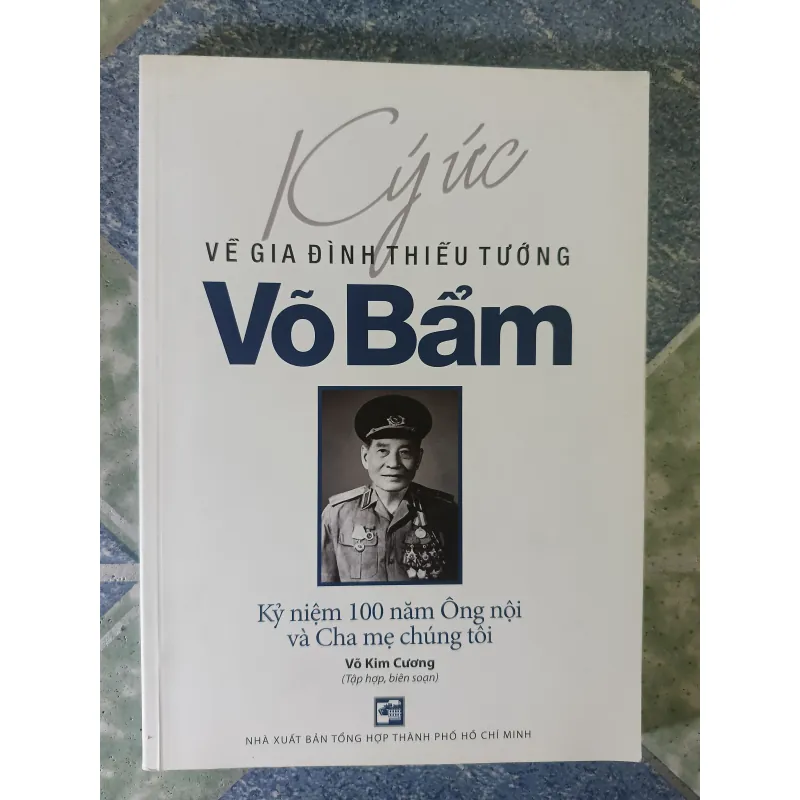 Ký ức
VỀ GIA ĐÌNH THIẾU TƯỚNG
Võ Bẩm
Kỷ niệm 100 năm Ông nội
và Cha mẹ chúng tôi
Võ Kim Cương
(Tập hợp, biên soạn)
NHÀ XUẤT BẢN TỔNG HỢP THÀNH PHỐ HỒ CHÍ MINH